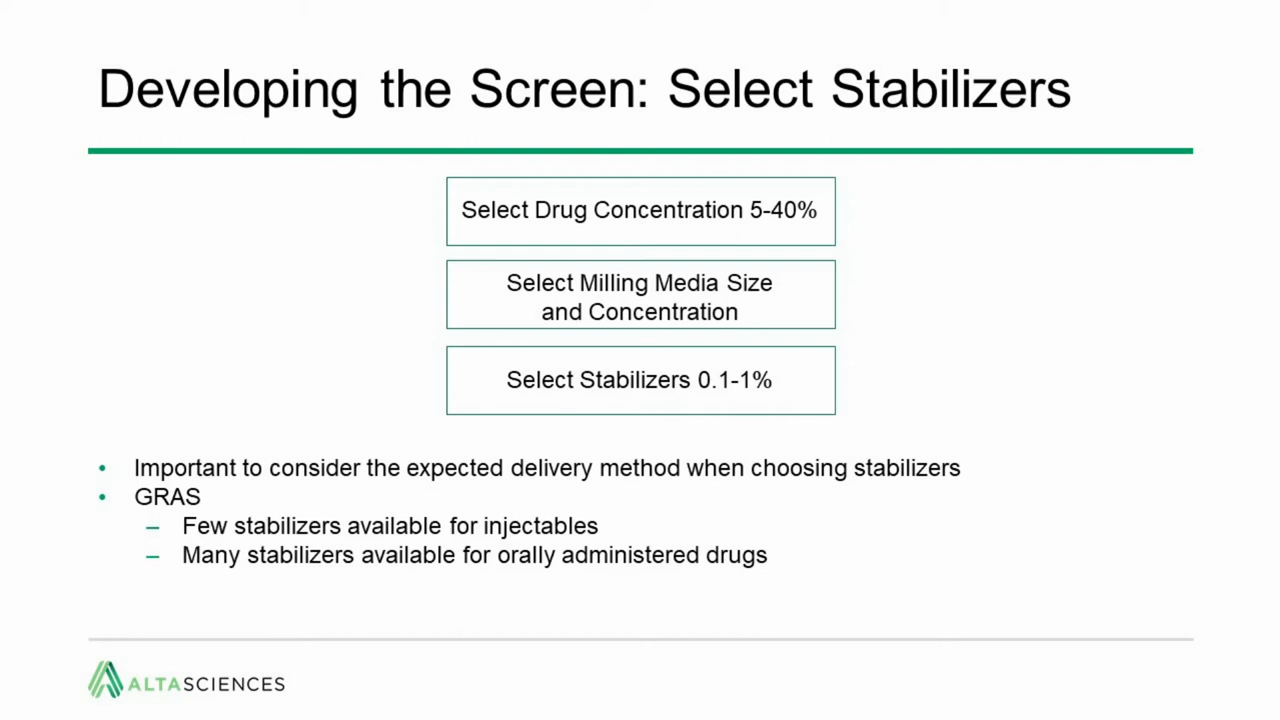 Developing the Screen: Select Stabilizers
Select Drug Concentration 5-40%
Select Milling Media Size
and Concentration
Select Stabilizers 0.1-1%
• Important to consider the expected delivery method when choosing stabilizers
• GRAS
– Few stabilizers available for injectables
– Many stabilizers available for orally administered drugs
ALTASCIENCES